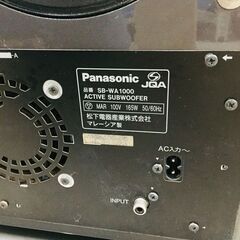 Panasonic
JQA
品番 SB-WA1000
ACTIVE SUBWOOFER
MAR 100V 165W 50/60Hz
松下電器産業株式会社
マレーシア製
AC入力~
INPUT